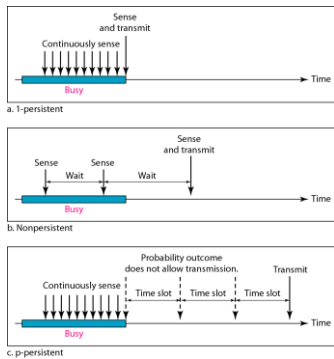 Sense
and transmit
Continuously sense
Time
Busy
a. 1-persistent
Sense
and transmit
Sense Sense
Wait Wait
Time
Busy
b. Nonpersistent
Probability outcome
does not allow transmission.
Transmit
Continuously sense
Time slot Time slot Time slot
Time
Busy
c. p-persistent